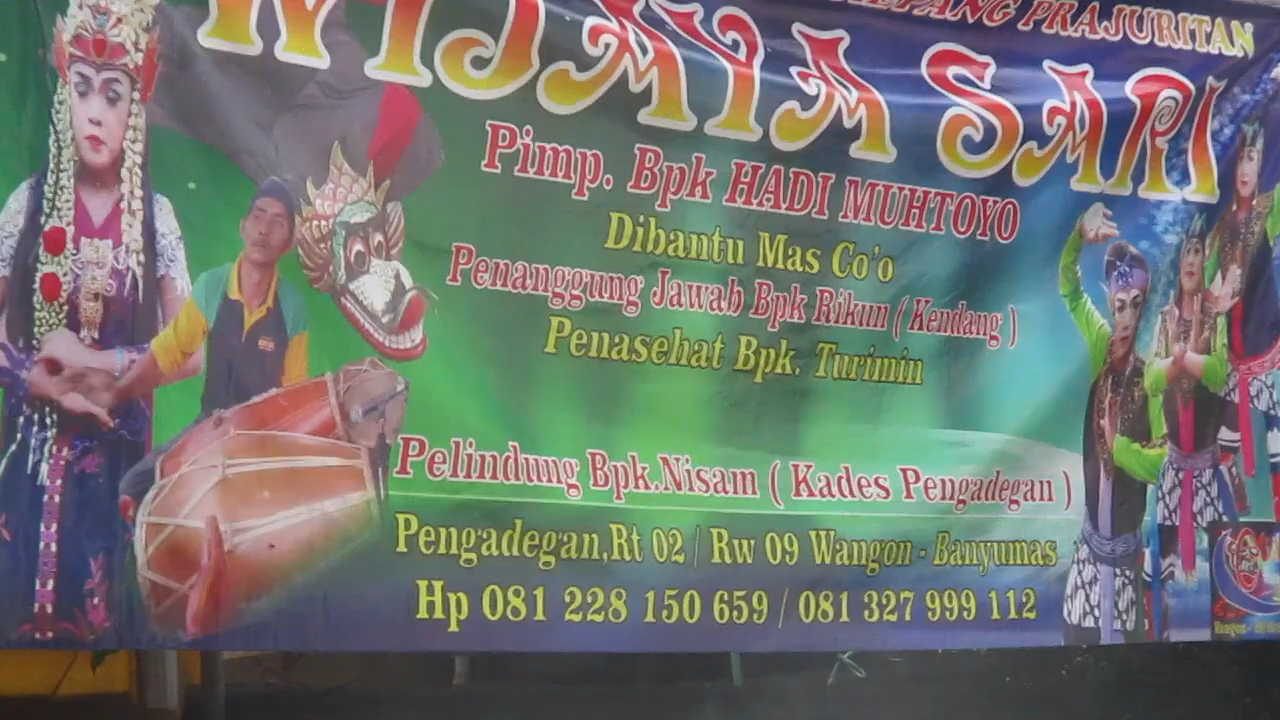 PRAJURITAN
WIJAYA SARI
Pimp. Bpk HADI MUHTOYO
Dibantu Mas Co'o
Penanggung Jawab Bpk Rikun ( Kendang )
Penasehat Bpk. Turimin
Pelindung Bpk.Nisam ( Kades Pengadegan )
Pengadegan,Rt 02 / Rw 09 Wangon - Banyumas
Hp 081 228 150 659 / 081 327 999 112